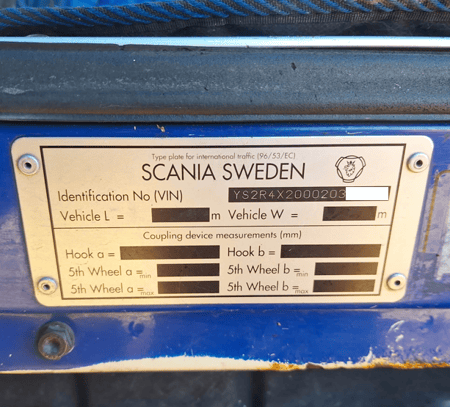 Type plate for international traffic (96/53/EC)
SCANIA SWEDEN
Identification No (VIN) YS2R4X2000203
Vehicle L = m Vehicle W = m
Coupling device measurements (mm)
Hook a = Hook b =
5th Wheel a min = 5th Wheel b min =
5th Wheel a max = 5th Wheel b max =